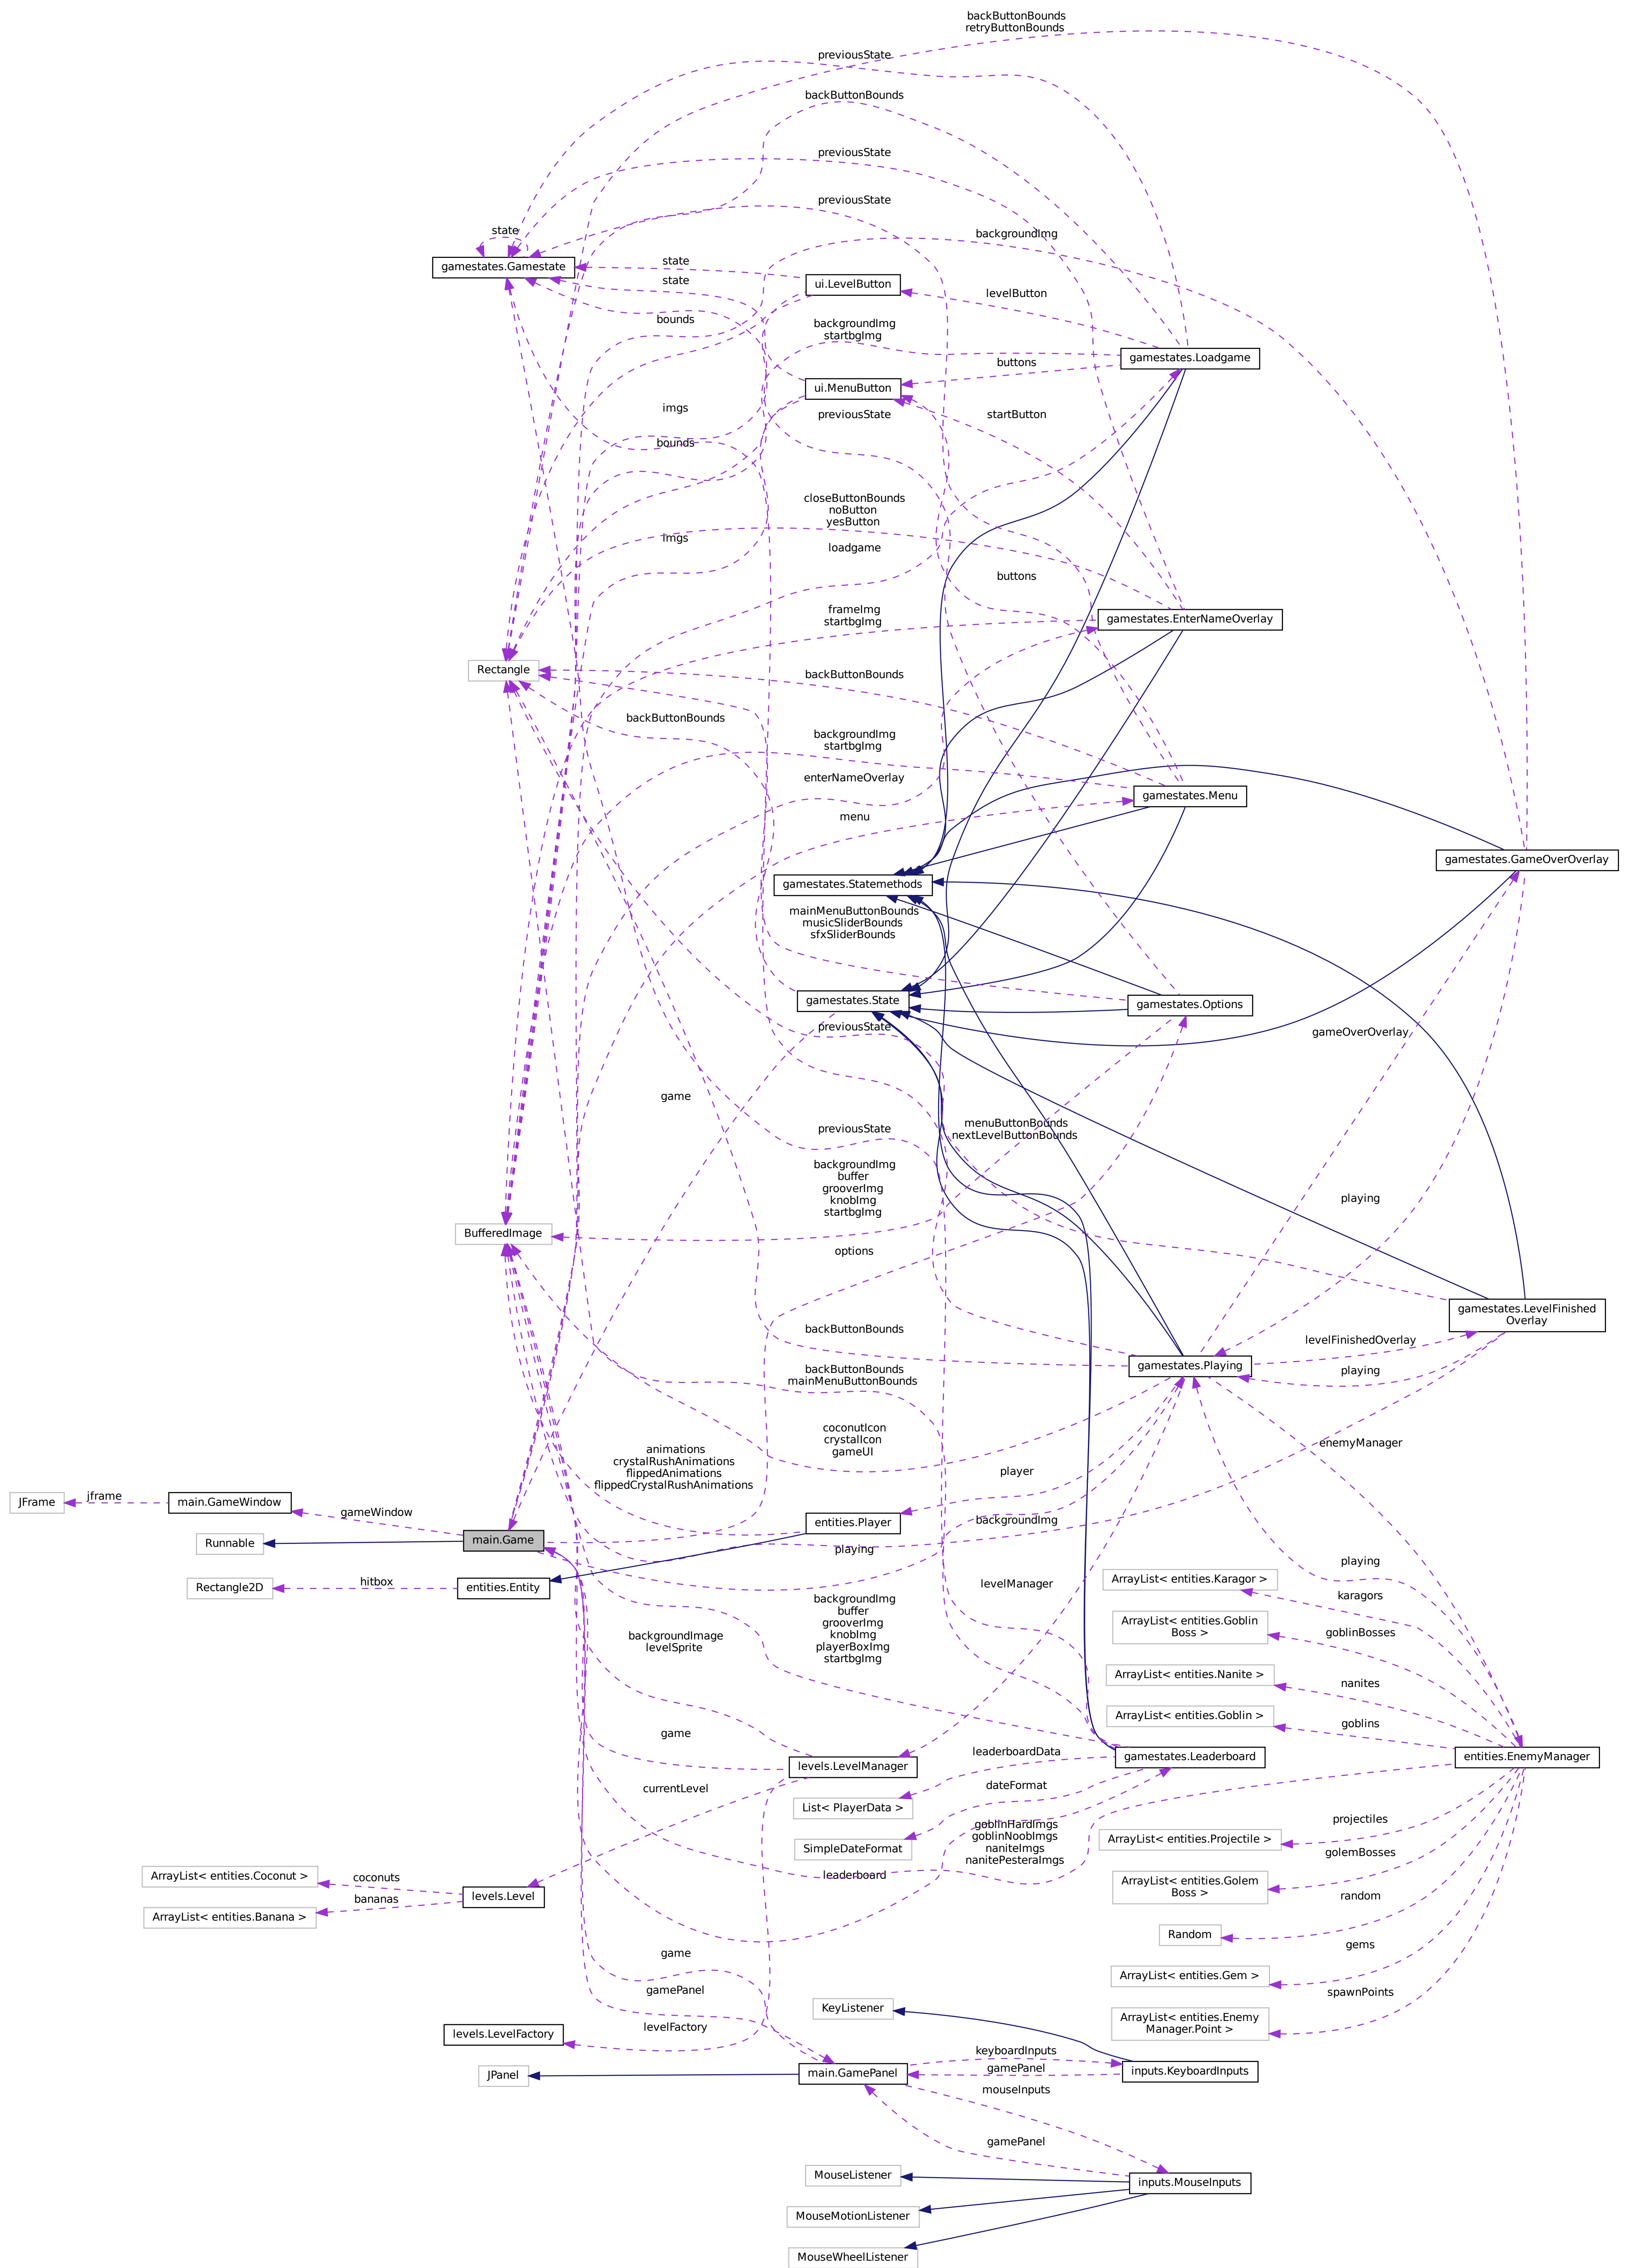 backButtonBounds
retryButtonBounds
previousState
backButtonBounds
previousState
previousState
state
backgroundImg
gamestates.Gamestate
state
state
ui.LevelButton
levelButton
bounds
backgroundImg
startbgImg
gamestates.Loadgame
buttons
ui.MenuButton
imgs
previousState
startButton
bounds
closeButtonBounds
noButton
yesButton
imgs
loadgame
buttons
frameImg
startbgImg
gamestates.EnterNameOverlay
Rectangle
backButtonBounds
backButtonBounds
backgroundImg
startbgImg
enterNameOverlay
gamestates.Menu
menu
gamestates.GameOverOverlay
gamestates.Statemethods
mainMenuButtonBounds
musicSliderBounds
sfxSliderBounds
gamestates.State
gamestates.Options
previousState
gameOverOverlay
game
previousState
menuButtonBounds
nextLevelButtonBounds
backgroundImg
buffer
grooverImg
knobImg
startbgImg
playing
BufferedImage
options
gamestates.LevelFinished
Overlay
backButtonBounds
levelFinishedOverlay
gamestates.Playing
playing
backButtonBounds
mainMenuButtonBounds
coconutIcon
crystalIcon
gameUI
enemyManager
animations
crystalRushAnimations
flippedAnimations
flippedCrystalRushAnimations
player
JFrame
jframe
main.GameWindow
gameWindow
entities.Player
backgroundImg
Runnable
main.Game
playing
playing
Rectangle2D
hitbox
entities.Entity
levelManager
ArrayList< entities.Karagor >
karagors
backgroundImg
buffer
grooverImg
knobImg
playerBoxImg
startbgImg
ArrayList< entities.Goblin
Boss >
goblinBosses
backgroundImage
levelSprite
ArrayList< entities.Nanite >
nanites
ArrayList< entities.Goblin >
goblins
game
leaderboardData
gamestates.Leaderboard
entities.EnemyManager
levels.LevelManager
currentLevel
dateFormat
List< PlayerData >
projectiles
goblinHardImgs
goblinNoobImgs
naniteImgs
nanitePesteraImgs
ArrayList< entities.Projectile >
SimpleDateFormat
golemBosses
leaderboard
ArrayList< entities.Coconut >
coconuts
ArrayList< entities.Golem
Boss >
levels.Level
bananas
ArrayList< entities.Banana >
random
Random
game
gems
ArrayList< entities.Gem >
gamePanel
spawnPoints
KeyListener
ArrayList< entities.Enemy
Manager.Point >
levels.LevelFactory
levelFactory
keyboardInputs
JPanel
main.GamePanel
gamePanel
inputs.KeyboardInputs
mouseInputs
gamePanel
MouseListener
inputs.MouseInputs
MouseMotionListener
MouseWheelListener